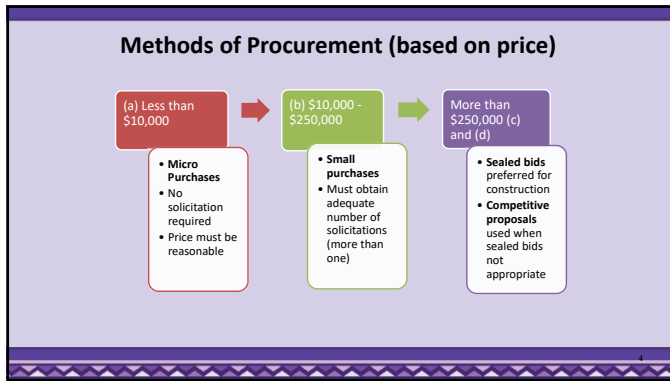 Methods of Procurement (based on price)
(a) Less than
$10,000
• Micro
Purchases
• No
solicitation
required
• Price must be
reasonable
(b) $10,000 -
$250,000
• Small
purchases
• Must obtain
adequate
number of
solicitations
(more than
one)
More than
$250,000 (c)
and (d)
• Sealed bids
preferred for
construction
• Competitive
proposals
used when
sealed bids
not
appropriate
4